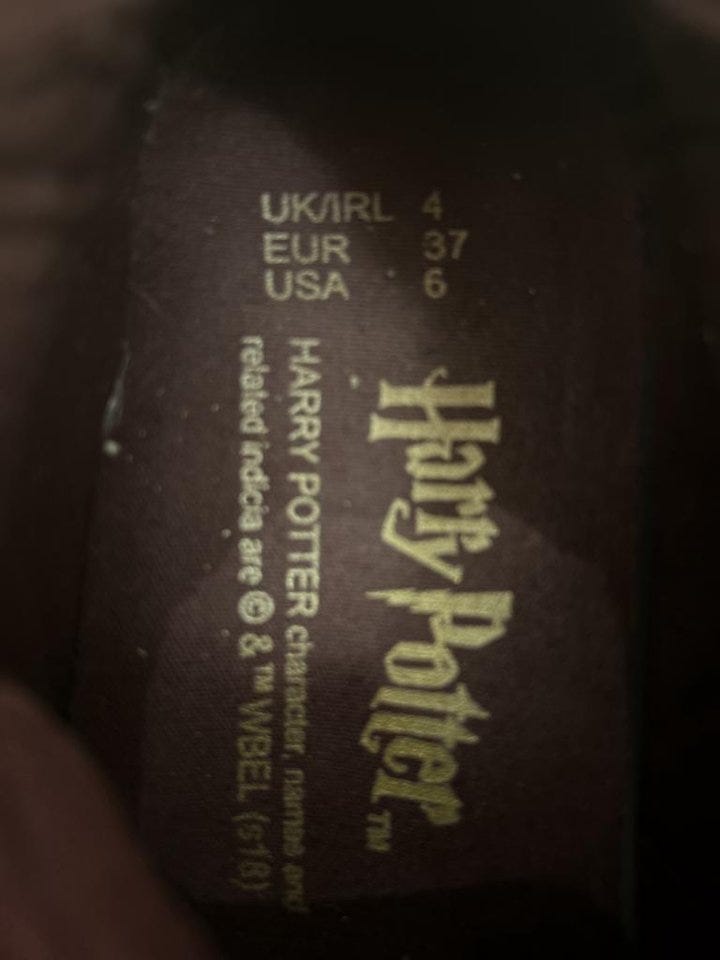 UK/IRL 4
EUR 37
USA 6
Harry Potter™
HARRY POTTER character, names and
related indicia are © & ™ WBEI. (s18)